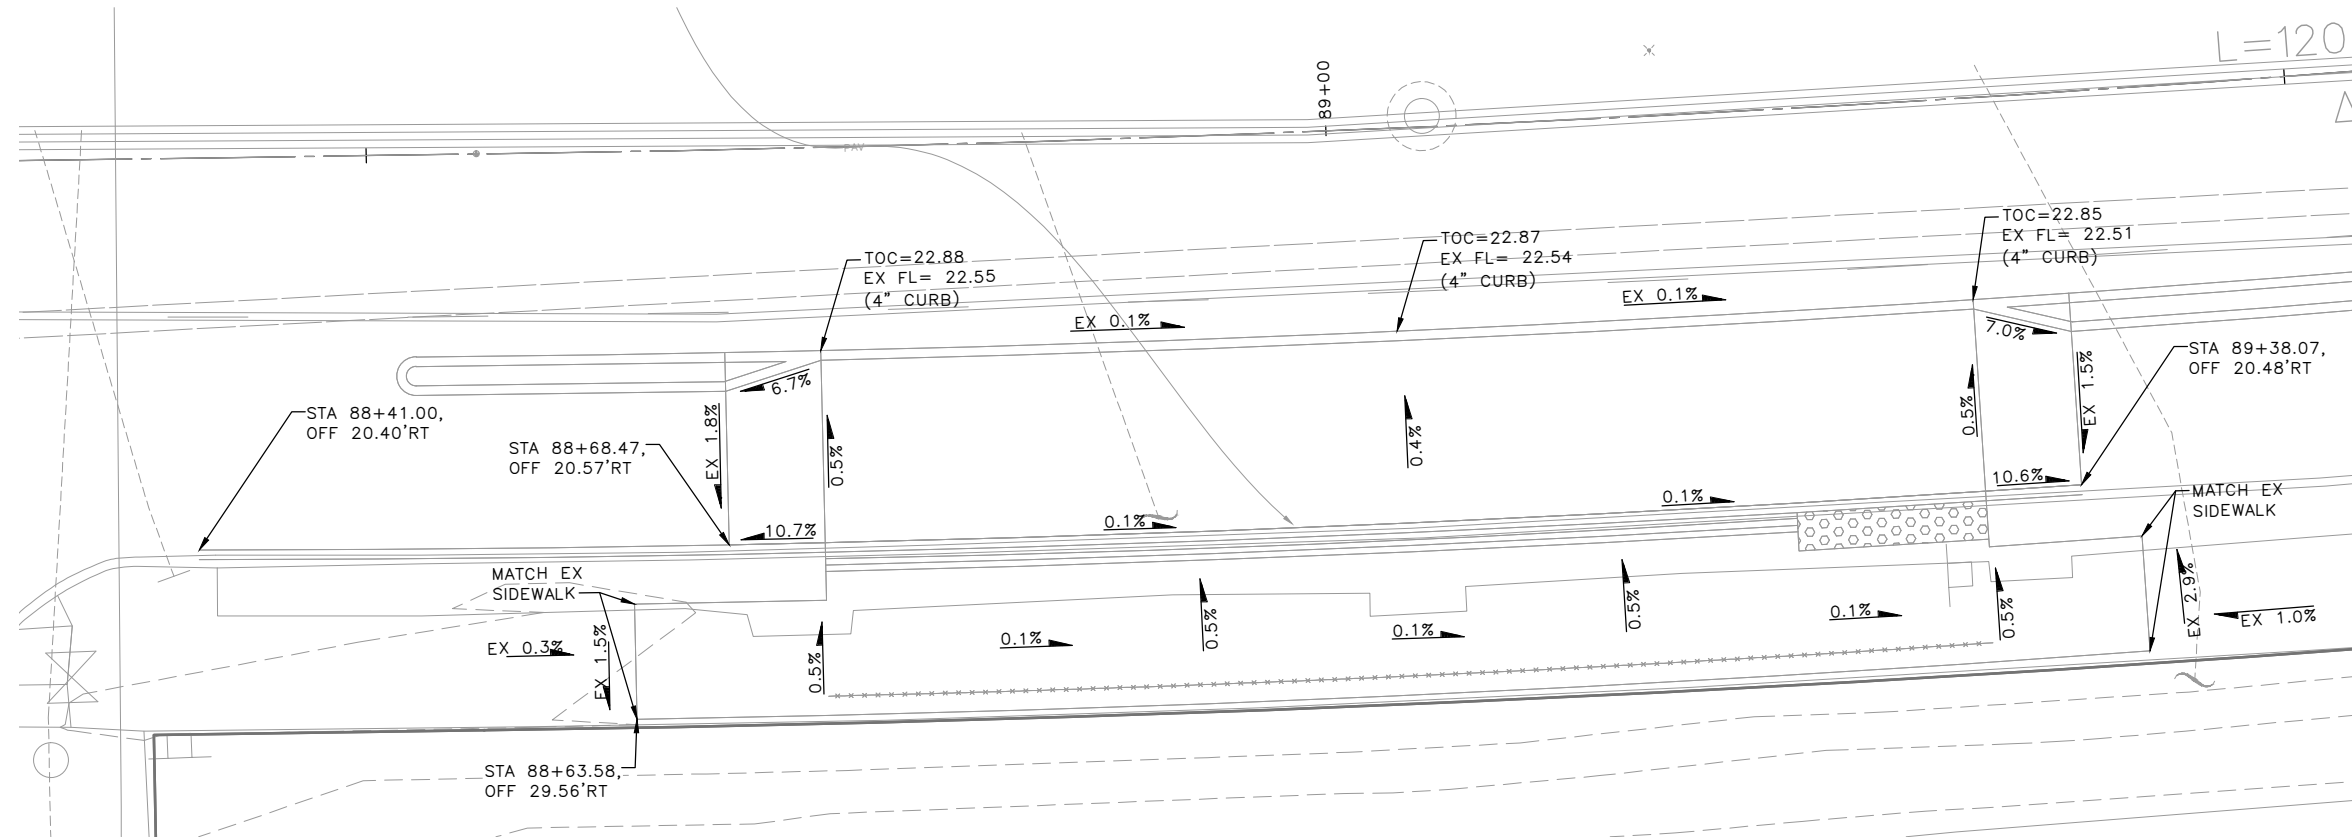 L=120
89+00
PAV
TOC=22.85
EX FL= 22.51
(4" CURB)
TOC=22.87
EX FL= 22.54
(4" CURB)
TOC=22.88
EX FL= 22.55
(4" CURB)
EX 0.1%
EX 0.1%
7.0%
6.7%
STA 89+38.07,
OFF 20.48'RT
EX 1.5%
STA 88+41.00,
OFF 20.40'RT
EX 1.8%
STA 88+68.47,
OFF 20.57'RT
0.5%
0.4%
0.5%
10.6%
0.1%
0.1%
10.7%
MATCH EX
SIDEWALK
MATCH EX
SIDEWALK
EX 0.3%
EX 1.5%
0.5%
0.1%
0.5%
0.1%
0.5%
0.1%
0.5%
EX 2.9%
EX 1.0%
STA 88+63.58,
OFF 29.56'RT